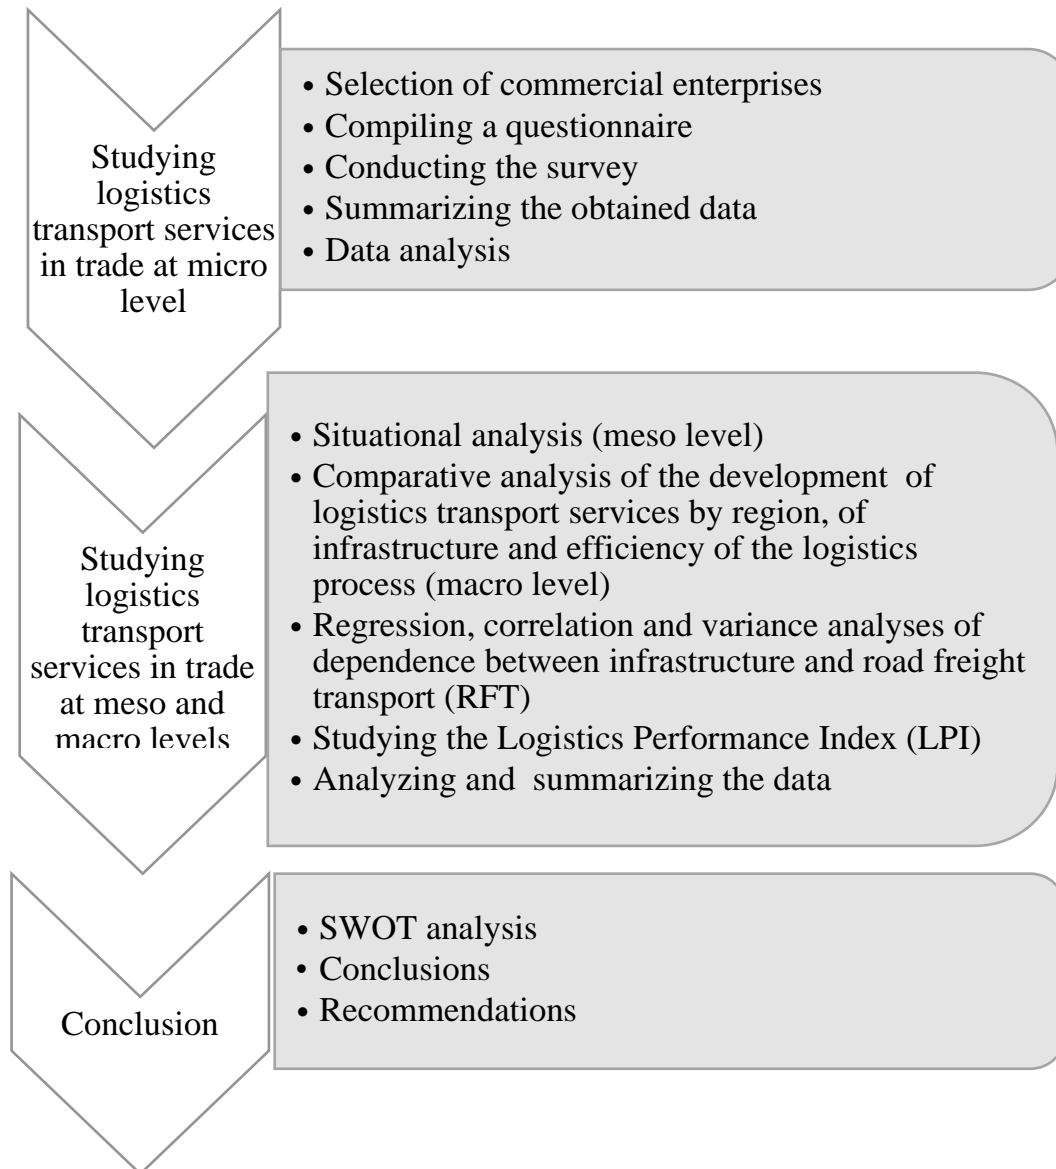 Studying
logistics
transport services
in trade at micro
level
• Selection of commercial enterprises
• Compiling a questionnaire
• Conducting the survey
• Summarizing the obtained data
• Data analysis
Studying
logistics
transport
services in trade
at meso and
macro levels
• Situational analysis (meso level)
• Comparative analysis of the development of
logistics transport services by region, of
infrastructure and efficiency of the logistics
process (macro level)
• Regression, correlation and variance analyses of
dependence between infrastructure and road freight
transport (RFT)
• Studying the Logistics Performance Index (LPI)
• Analyzing and summarizing the data
Conclusion
• SWOT analysis
• Conclusions
• Recommendations